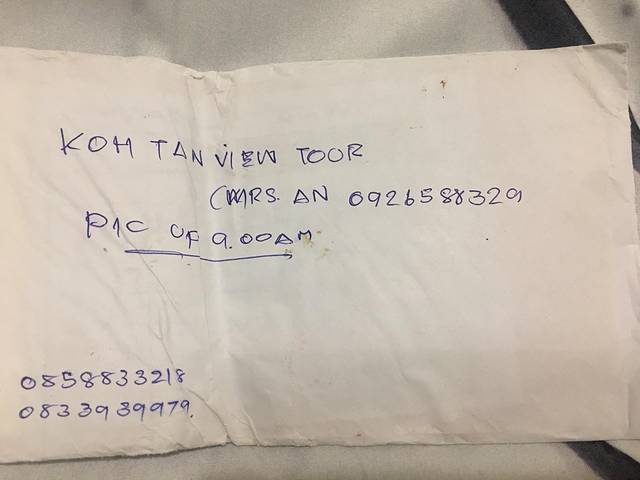 KOH TAN VIEW TOOR
(MRS. AN 0926588329
PIC UP 9.00AM
0858833218
0833939979.